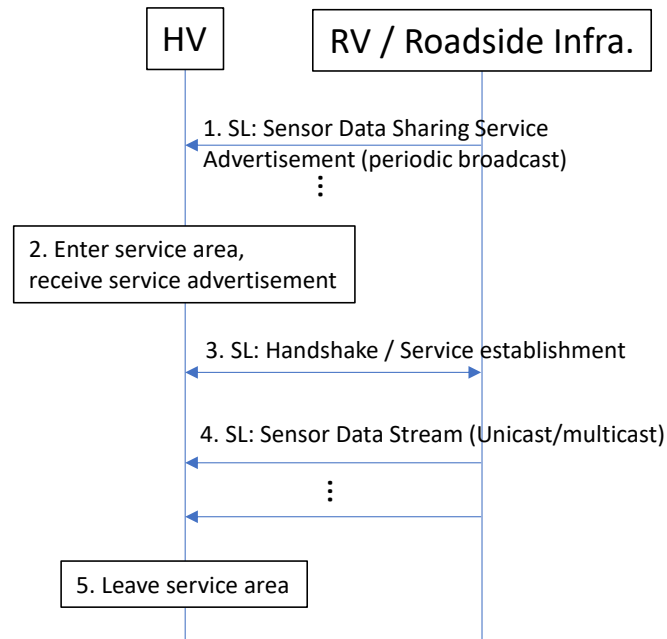 HV
RV / Roadside Infra.
1. SL: Sensor Data Sharing Service
Advertisement (periodic broadcast)
...
2. Enter service area,
receive service advertisement
3. SL: Handshake / Service establishment
4. SL: Sensor Data Stream (Unicast/multicast)
...
5. Leave service area